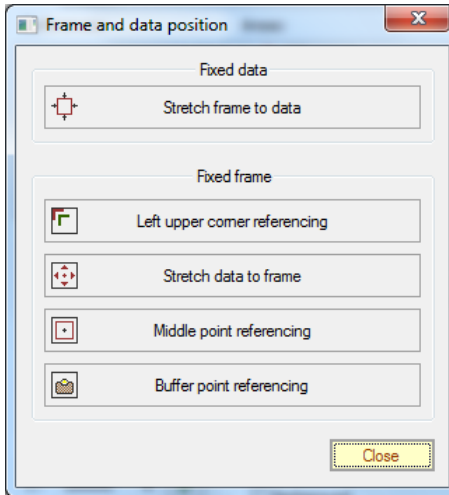 Frame and data position
Fixed data
Stretch frame to data
Fixed frame
Left upper corner referencing
Stretch data to frame
Middle point referencing
Buffer point referencing
Close